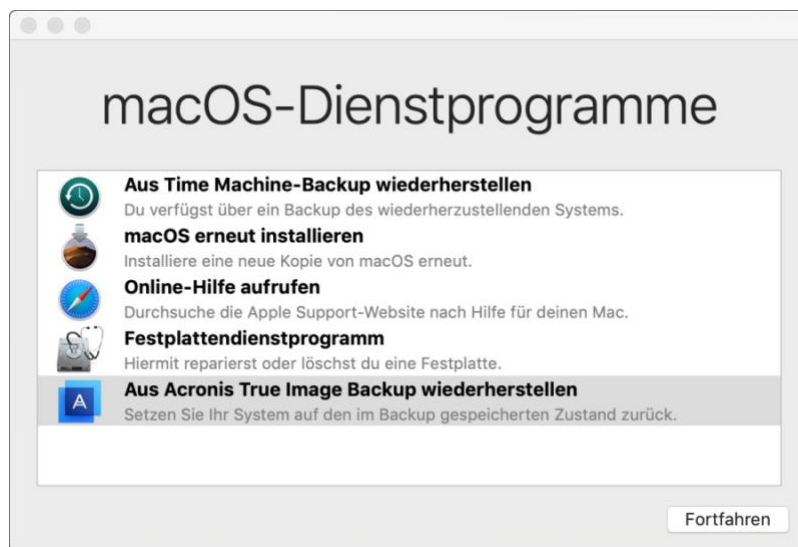 macOS-Dienstprogramme
Aus Time Machine-Backup wiederherstellen
Du verfügst über ein Backup des wiederherzustellenden Systems.
macOS erneut installieren
Installiere eine neue Kopie von macOS erneut.
Online-Hilfe aufrufen
Durchsuche die Apple Support-Website nach Hilfe für deinen Mac.
Festplattendienstprogramm
Hiermit reparierst oder löschst du eine Festplatte.
Aus Acronis True Image Backup wiederherstellen
Setzen Sie Ihr System auf den im Backup gespeicherten Zustand zurück.
Fortfahren